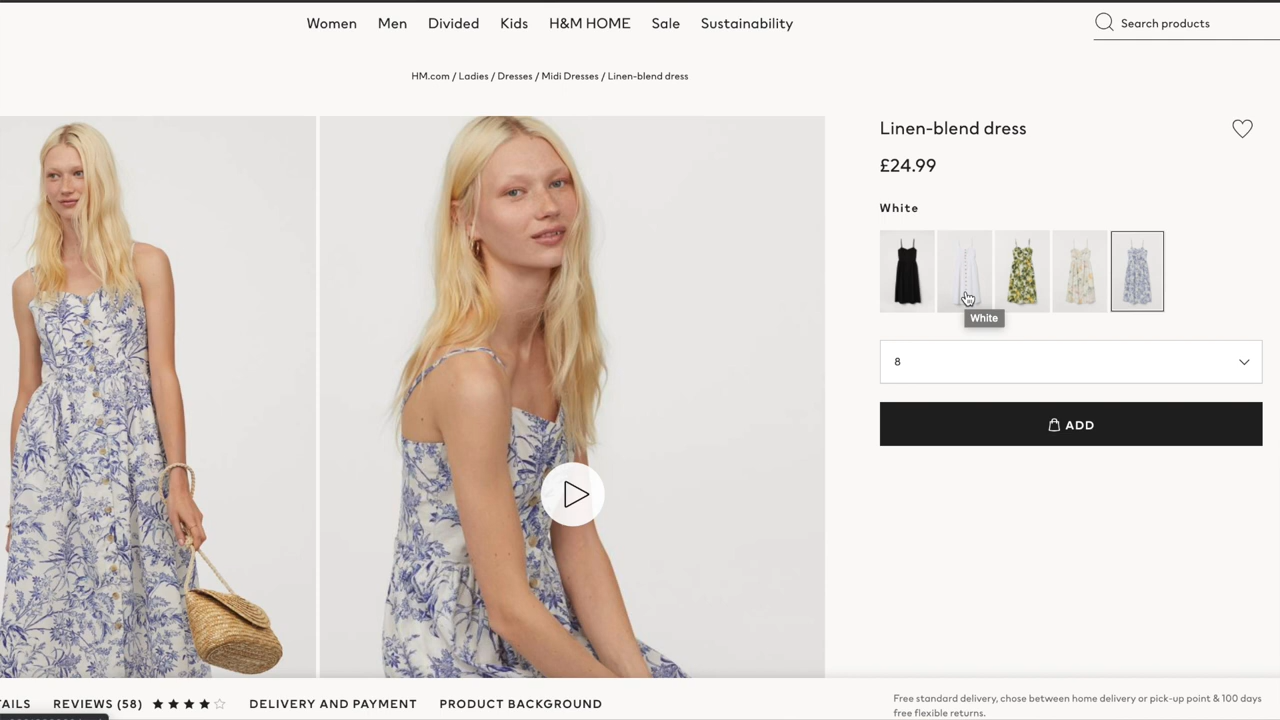 Women Men Divided Kids H&M HOME Sale Sustainability
Search products
HM.com / Ladies / Dresses / Midi Dresses / Linen-blend dress
Linen-blend dress
£24.99
White
White
8
ADD
TAILS REVIEWS (58) DELIVERY AND PAYMENT PRODUCT BACKGROUND
Free standard delivery, chose between home delivery or pick-up point & 100 days
free flexible returns.